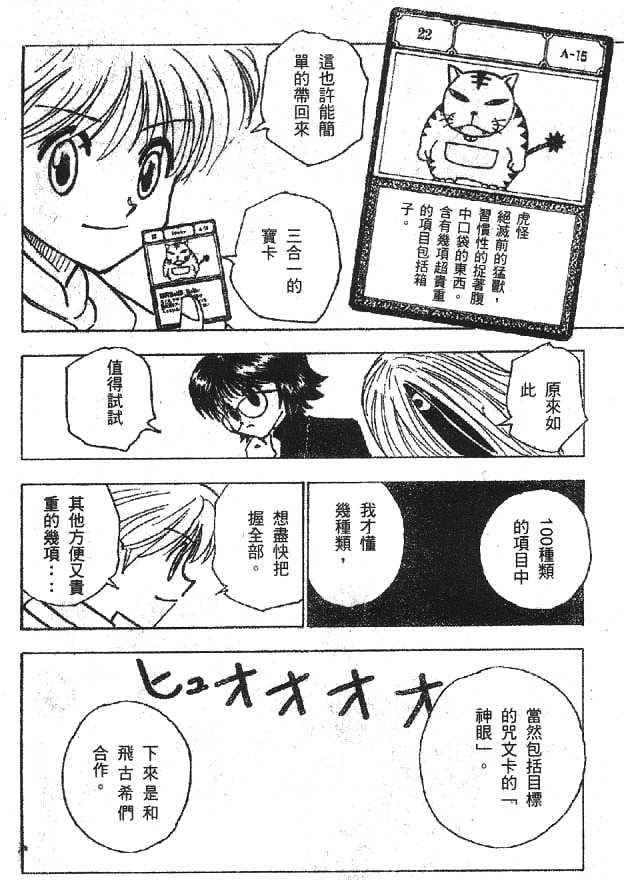 22
A-15
虎怪
絕滅前的猛獸，
習慣性的捉著腹
中口袋的東西。
含有幾項超貴重
的項目包括箱
子。
這也許能簡
單的帶回來
三合一的
寶卡
原來如
此
值得試試
100種類
的項目中
我才懂
幾種類，
想盡快把
握全部。
其他方便又貴
重的幾項……
ヒュオオオオ
當然包括目標
的咒文卡的「
神眼」。
下來是和
飛古希們
合作。